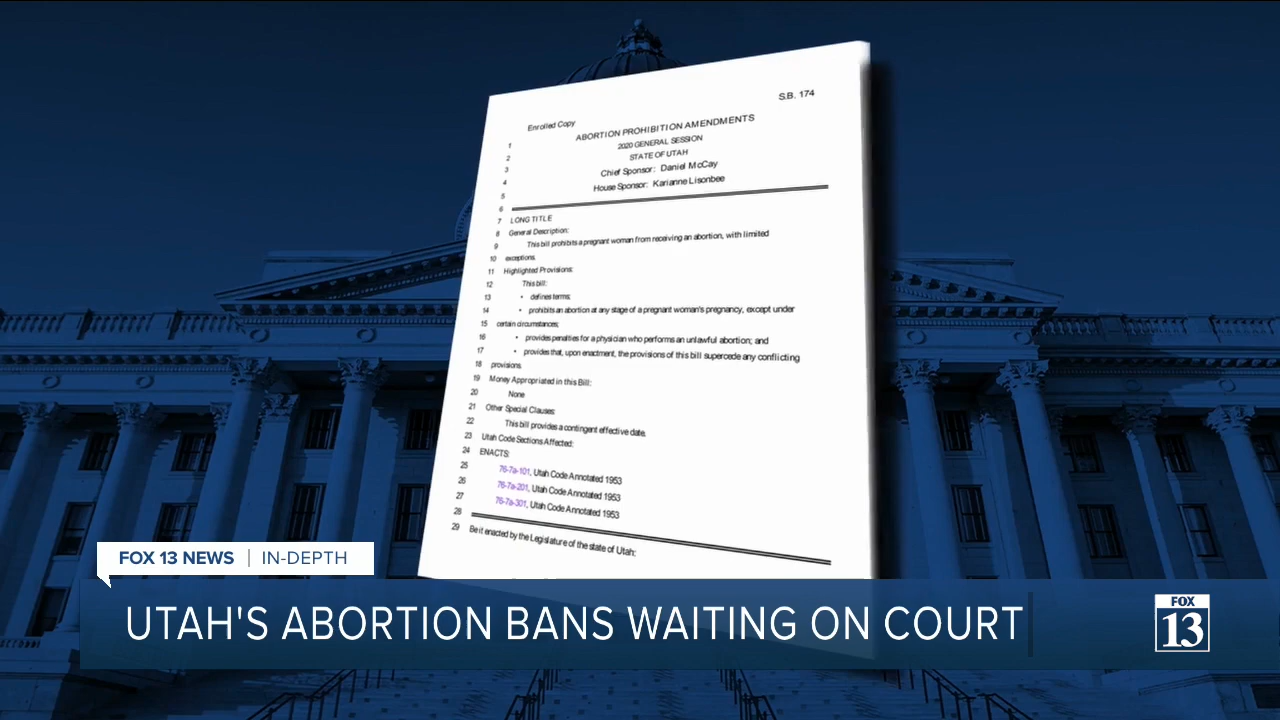 S.B. 174
Enrolled Copy
1 ABORTION PROHIBITION AMENDMENTS
2 2020 GENERAL SESSION
3 STATE OF UTAH
4 Chief Sponsor: Daniel McCay
5 House Sponsor: Karianne Lisonbee
6
7 LONG TITLE
8 General Description:
9 This bill prohibits a pregnant woman from receiving an abortion, with limited
10 exceptions.
11 Highlighted Provisions:
12 This bill:
13 • defines terms;
14 • prohibits an abortion at any stage of a pregnant woman's pregnancy, except under
15 certain circumstances;
16 • provides penalties for a physician who performs an unlawful abortion; and
17 • provides that, upon enactment, the provisions of this bill supercede any conflicting
18 provisions.
19 Money Appropriated in this Bill:
20 None
21 Other Special Clauses:
22 This bill provides a contingent effective date.
23 Utah Code Sections Affected:
24 ENACTS:
25 76-7a-101, Utah Code Annotated 1953
26 76-7a-201, Utah Code Annotated 1953
27 76-7a-301, Utah Code Annotated 1953
28
29 Be it enacted by the Legislature of the state of Utah:
FOX 13 NEWS | IN-DEPTH
UTAH'S ABORTION BANS WAITING ON COURT
FOX
13